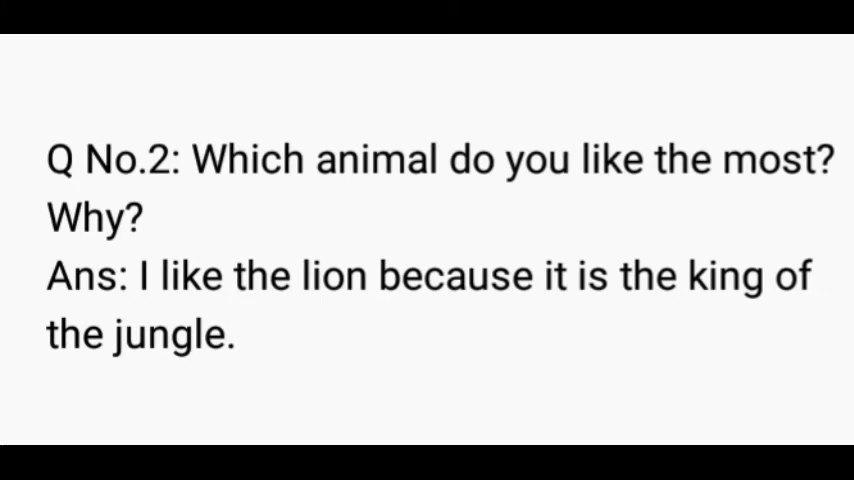 Q No.2: Which animal do you like the most?
Why?
Ans: I like the lion because it is the king of
the jungle.